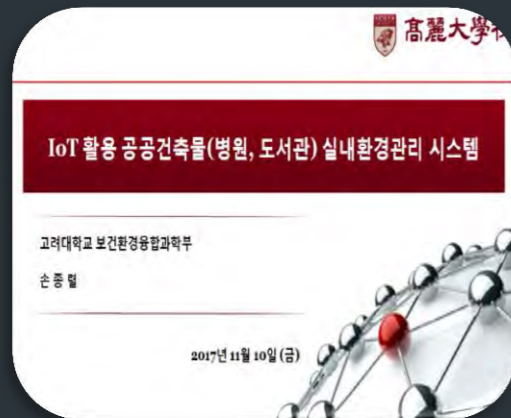 高麗大學校
IoT 활용 공공건축물(병원, 도서관) 실내환경관리 시스템
고려대학교 보건환경융합과학부
손 종 렬
2017년 11월 10일 (금)